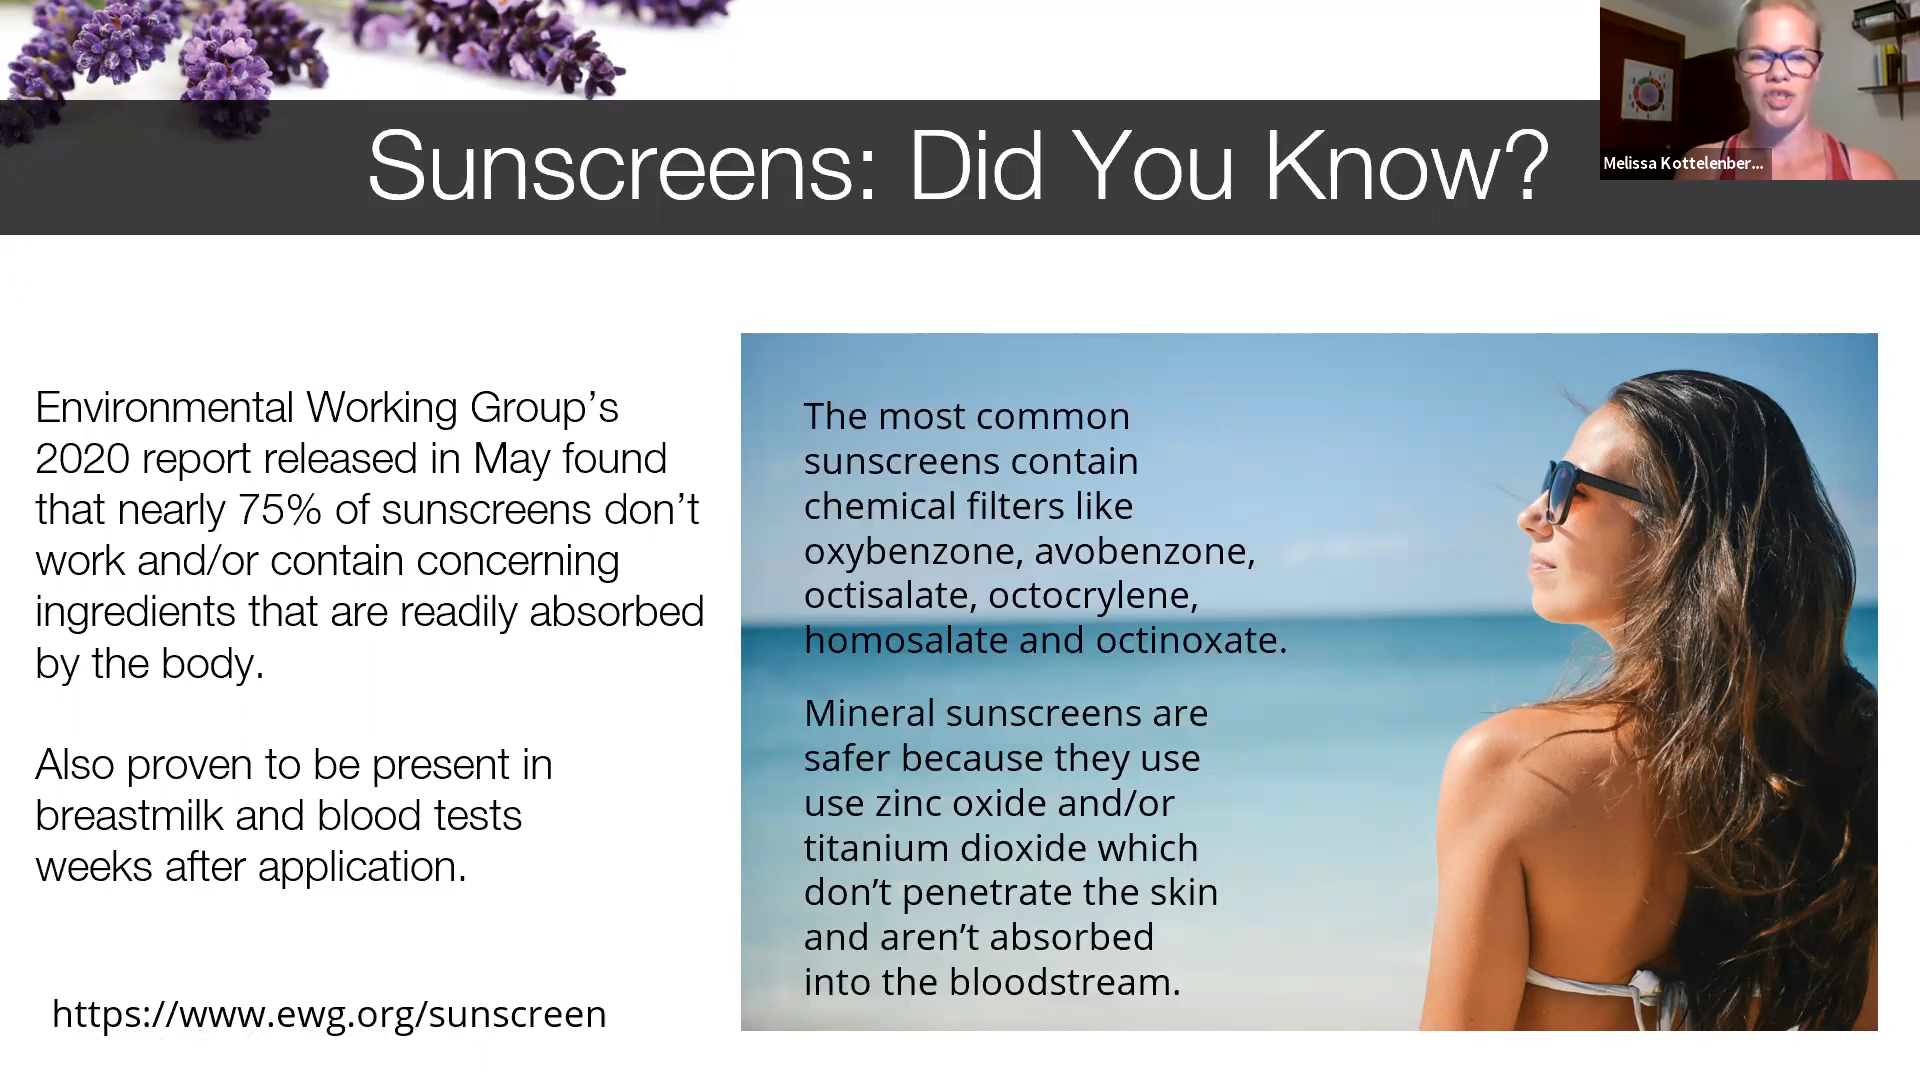 Sunscreens: Did You Know?
Melissa Kottelenber...
Environmental Working Group’s
2020 report released in May found
that nearly 75% of sunscreens don’t
work and/or contain concerning
ingredients that are readily absorbed
by the body.
Also proven to be present in
breastmilk and blood tests
weeks after application.
https://www.ewg.org/sunscreen
The most common
sunscreens contain
chemical filters like
oxybenzone, avobenzone,
octisalate, octocrylene,
homosalate and octinoxate.
Mineral sunscreens are
safer because they use
use zinc oxide and/or
titanium dioxide which
don’t penetrate the skin
and aren’t absorbed
into the bloodstream.